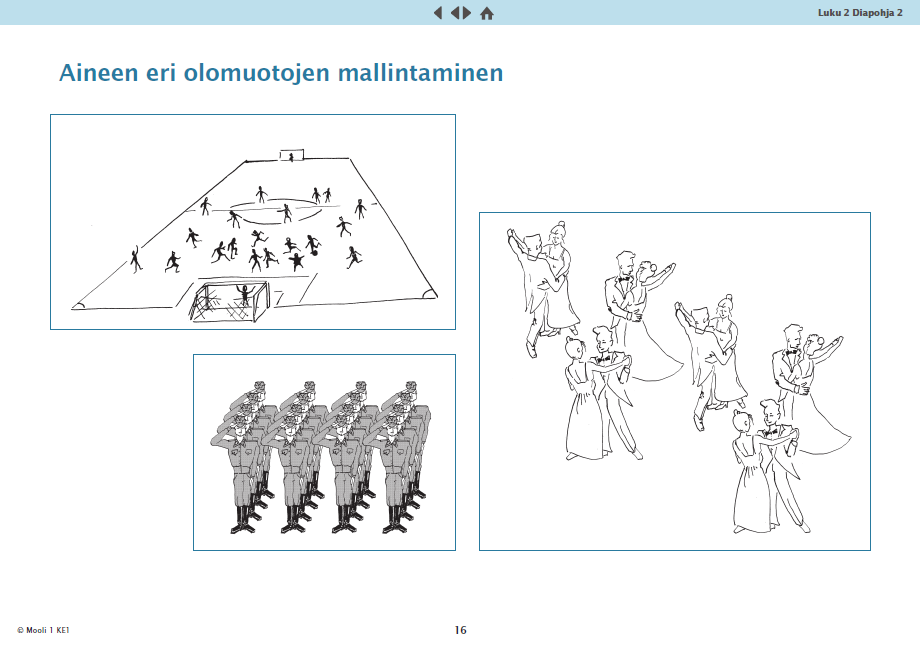 Luku 2 Diapohja 2
Aineen eri olomuotojen mallintaminen
© Mooli 1 KE1
16